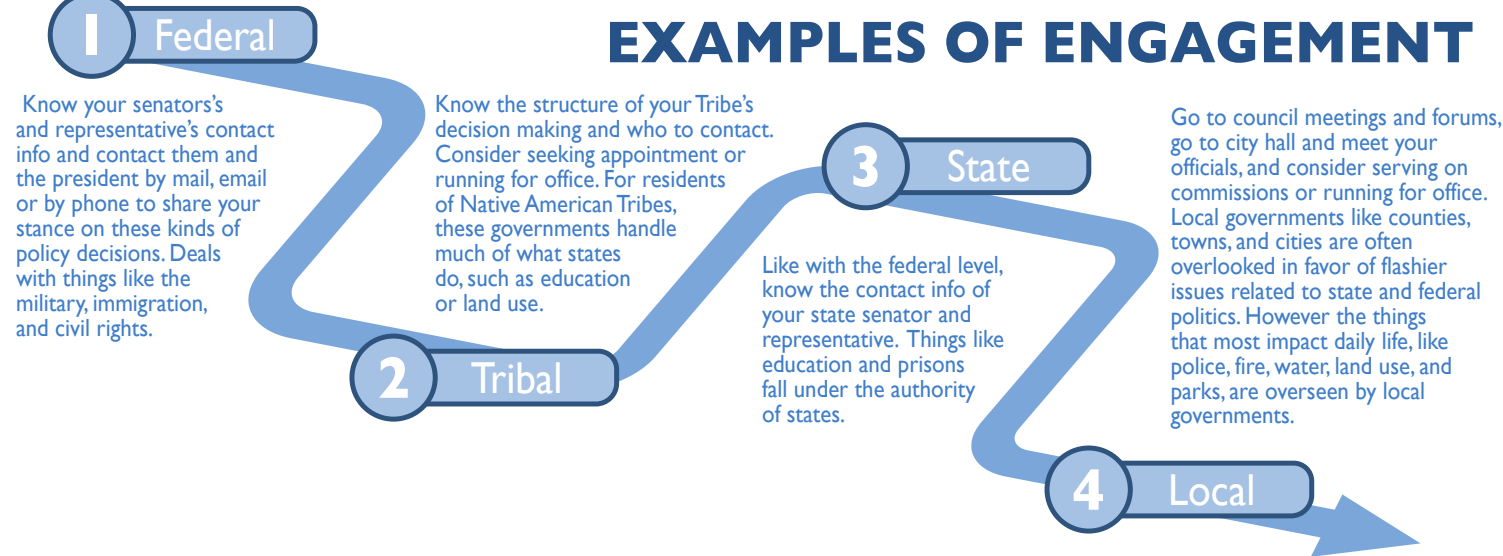 EXAMPLES OF ENGAGEMENT
1 Federal
Know your senators's
and representative's contact
info and contact them and
the president by mail, email
or by phone to share your
stance on these kinds of
policy decisions. Deals
with things like the
military, immigration,
and civil rights.
2 Tribal
Know the structure of your Tribe's
decision making and who to contact.
Consider seeking appointment or
running for office. For residents
of Native American Tribes,
these governments handle
much of what states
do, such as education
or land use.
3 State
Like with the federal level,
know the contact info of
your state senator and
representative. Things like
education and prisons
fall under the authority
of states.
4 Local
Go to council meetings and forums,
go to city hall and meet your
officials, and consider serving on
commissions or running for office.
Local governments like counties,
towns, and cities are often
overlooked in favor of flashier
issues related to state and federal
politics. However the things
that most impact daily life, like
police, fire, water, land use, and
parks, are overseen by local
governments.